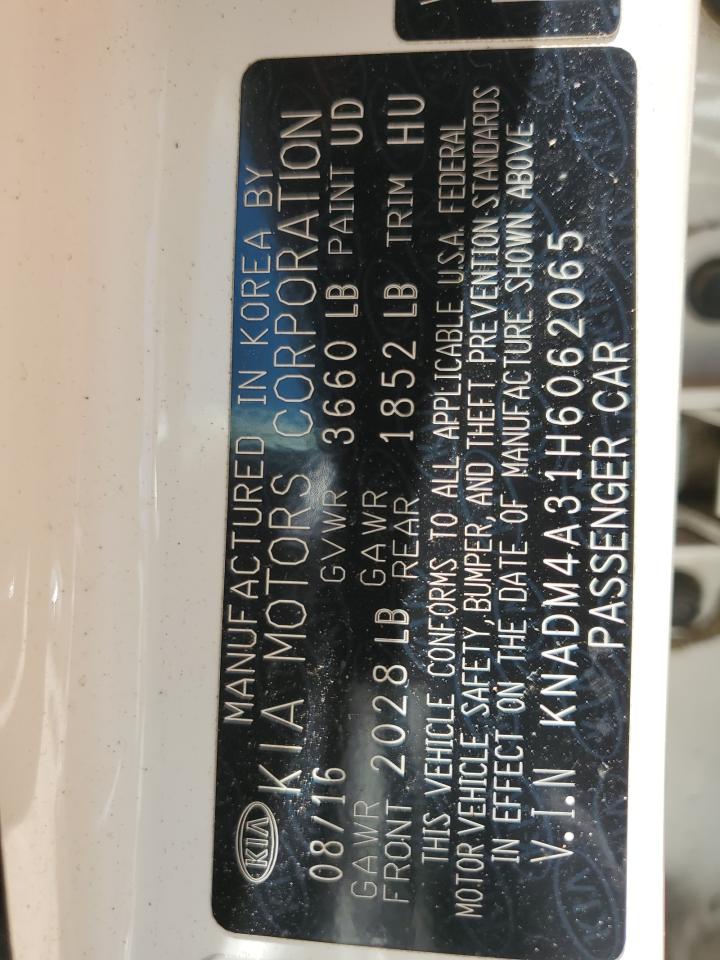 KIA MANUFACTURED IN KOREA BY
KIA MOTORS CORPORATION
08/16 GVWR 3660 LB PAINT UD
GAWR FRONT 2028 LB GAWR REAR 1852 LB TRIM HU
THIS VEHICLE CONFORMS TO ALL APPLICABLE U.S.A. FEDERAL
MOTOR VEHICLE SAFETY, BUMPER, AND THEFT PREVENTION STANDARDS
IN EFFECT ON THE DATE OF MANUFACTURE SHOWN ABOVE
V.I.N KNADM4A31H6062065
PASSENGER CAR